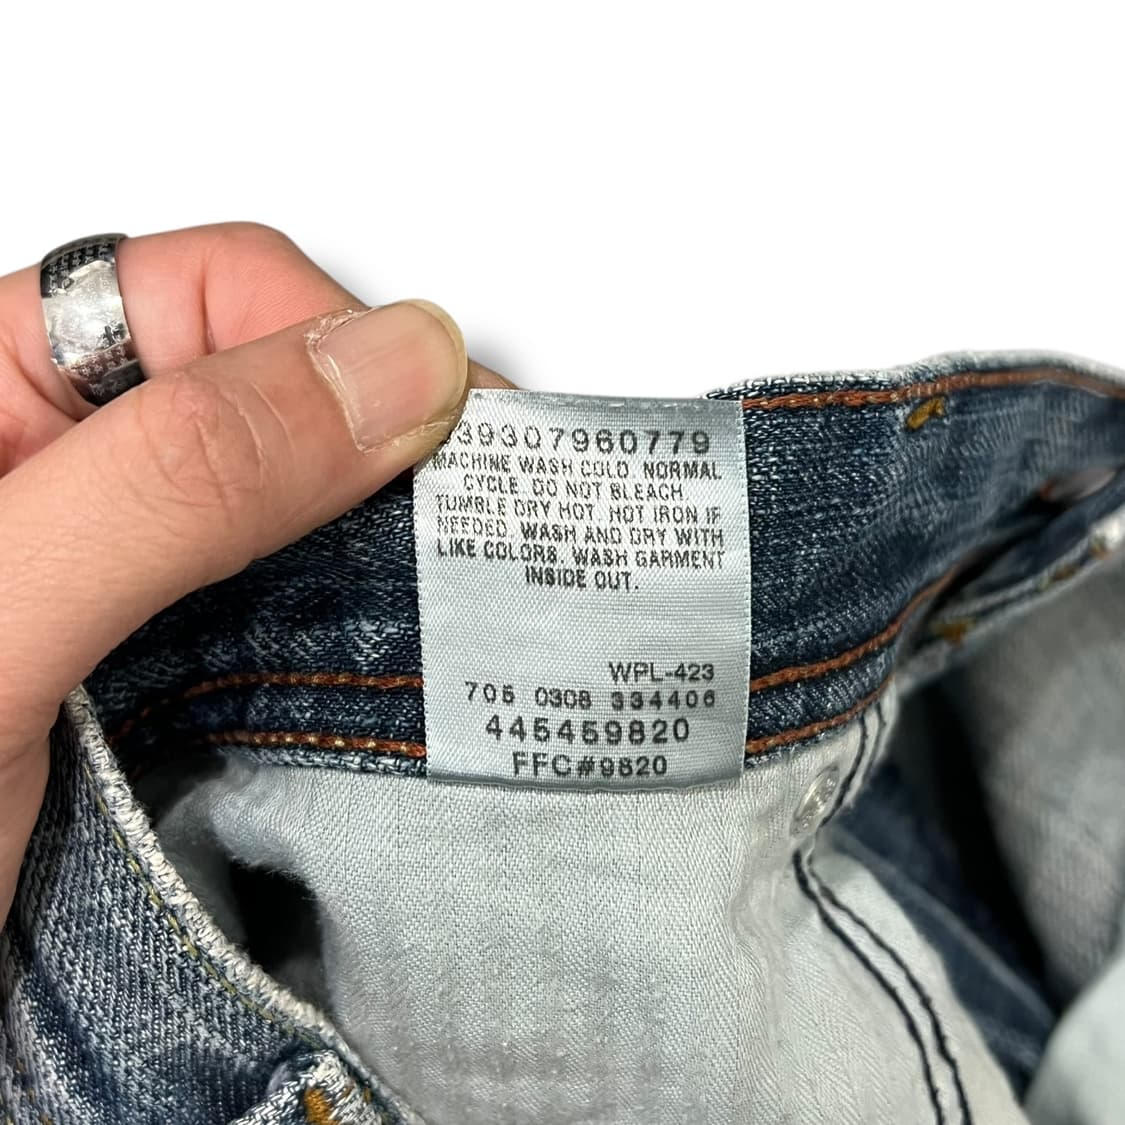 39307960779
MACHINE WASH COLD. NORMAL
CYCLE. DO NOT BLEACH.
TUMBLE DRY HOT. HOT IRON IF
NEEDED. WASH AND DRY WITH
LIKE COLORS. WASH GARMENT
INSIDE OUT.
WPL-423
705 0308 334406
445459820
FFC#9820